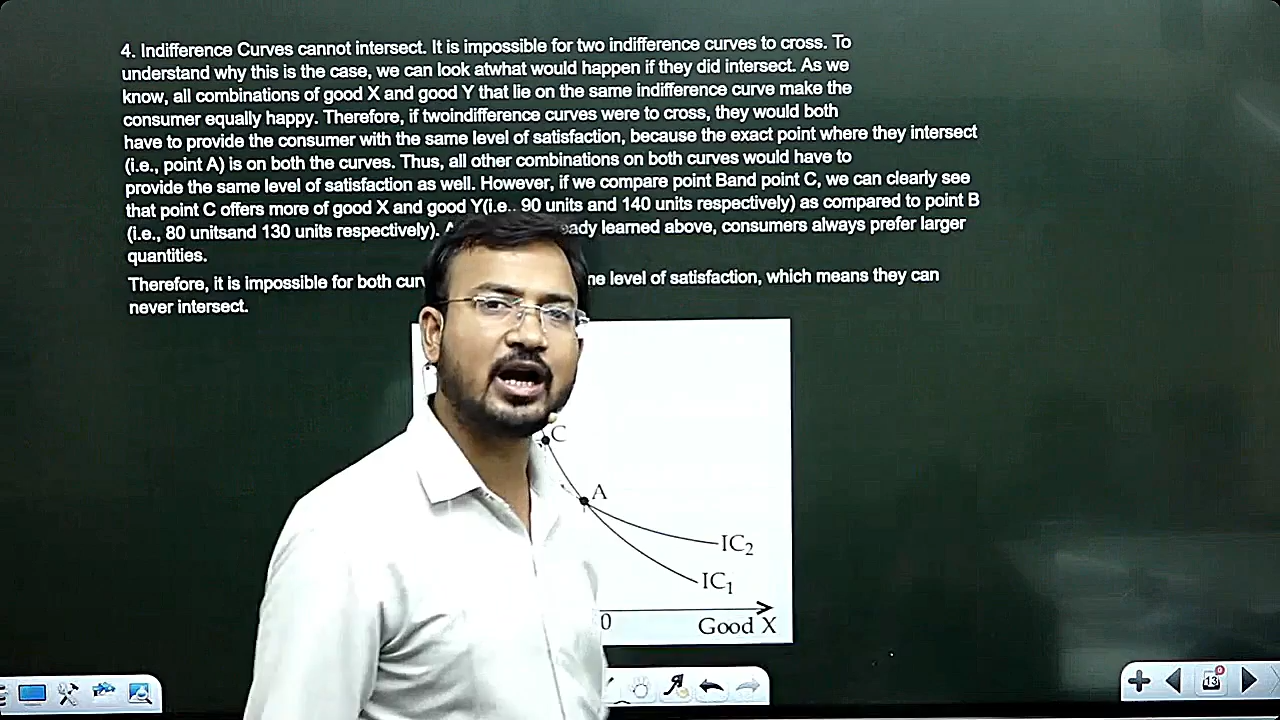 4. Indifference Curves cannot intersect. It is impossible for two indifference curves to cross. To
understand why this is the case, we can look atwhat would happen if they did intersect. As we
know, all combinations of good X and good Y that lie on the same indifference curve make the
consumer equally happy. Therefore, if twoindifference curves were to cross, they would both
have to provide the consumer with the same level of satisfaction, because the exact point where they intersect
(i.e., point A) is on both the curves. Thus, all other combinations on both curves would have to
provide the same level of satisfaction as well. However, if we compare point Band point C, we can clearly see
that point C offers more of good X and good Y(i.e., 90 units and 140 units respectively) as compared to point B
(i.e., 80 unitsand 130 units respectively). learned above, consumers always prefer larger
quantities.
Therefore, it is impossible for both level of satisfaction, which means they can
never intersect.
C
A
IC2
IC1
0
Good X
13